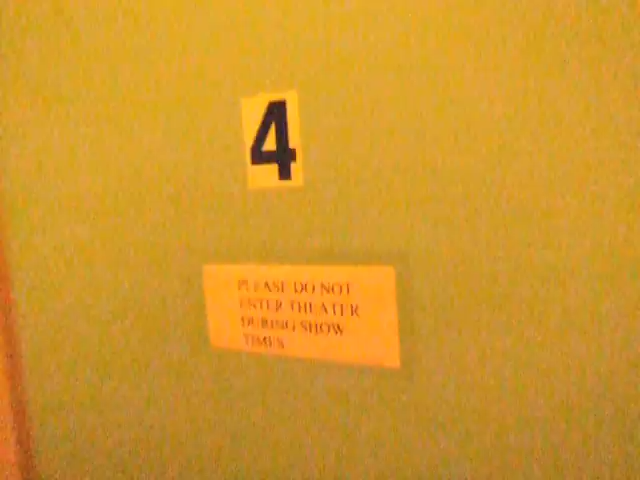 4
PLEASE DO NOT
ENTER THEATER
DURING SHOW
TIMES